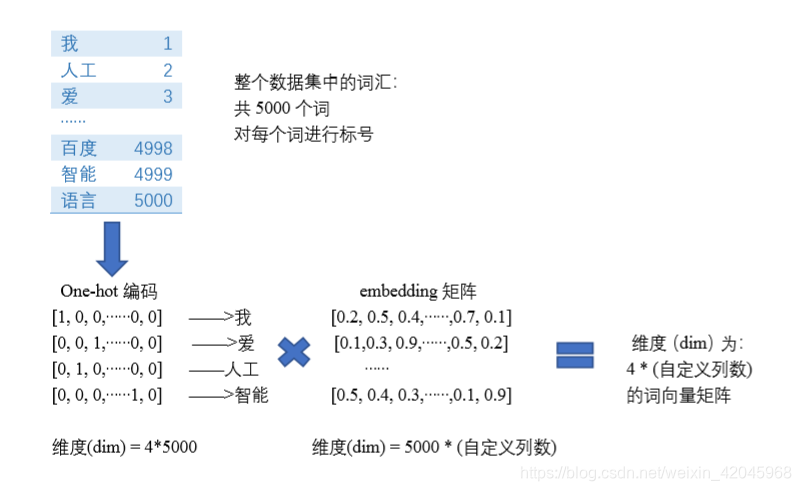 我 1
人工 2
爱 3
······
百度 4998
智能 4999
语言 5000
整个数据集中的词汇：
共 5000 个词
对每个词进行标号
One-hot 编码
[1, 0, 0,······0, 0] ——>我
[0, 0, 1,······0, 0] ——>爱
[0, 1, 0,······0, 0] ——人工
[0, 0, 0,······1, 0] ——>智能
维度(dim) = 4*5000
embedding 矩阵
[0.2, 0.5, 0.4,······,0.7, 0.1]
[0.1,0.3, 0.9,······,0.5, 0.2]
······
[0.5, 0.4, 0.3,······,0.1, 0.9]
维度(dim) = 5000 * (自定义列数)
维度（dim）为：
4 * (自定义列数)
的词向量矩阵
https://blog.csdn.net/weixin_42045968